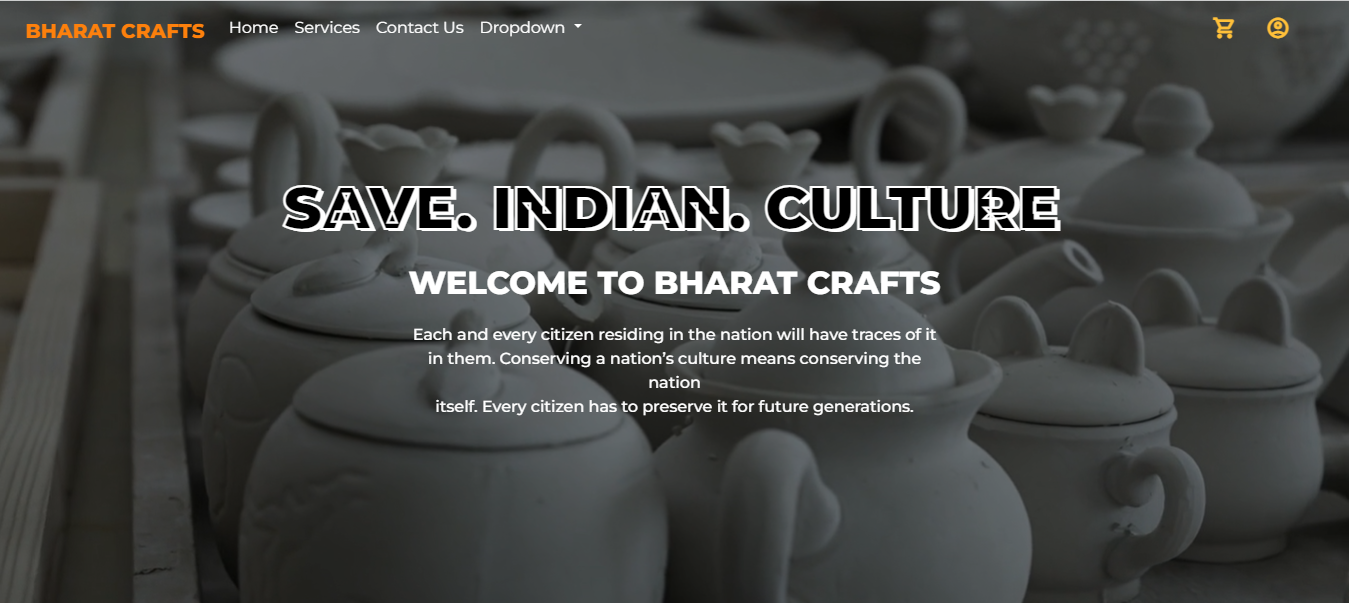 BHARAT CRAFTS Home Services Contact Us Dropdown
SAVE. INDIAN. CULTURE
WELCOME TO BHARAT CRAFTS
Each and every citizen residing in the nation will have traces of it
in them. Conserving a nation's culture means conserving the
nation
itself. Every citizen has to preserve it for future generations.